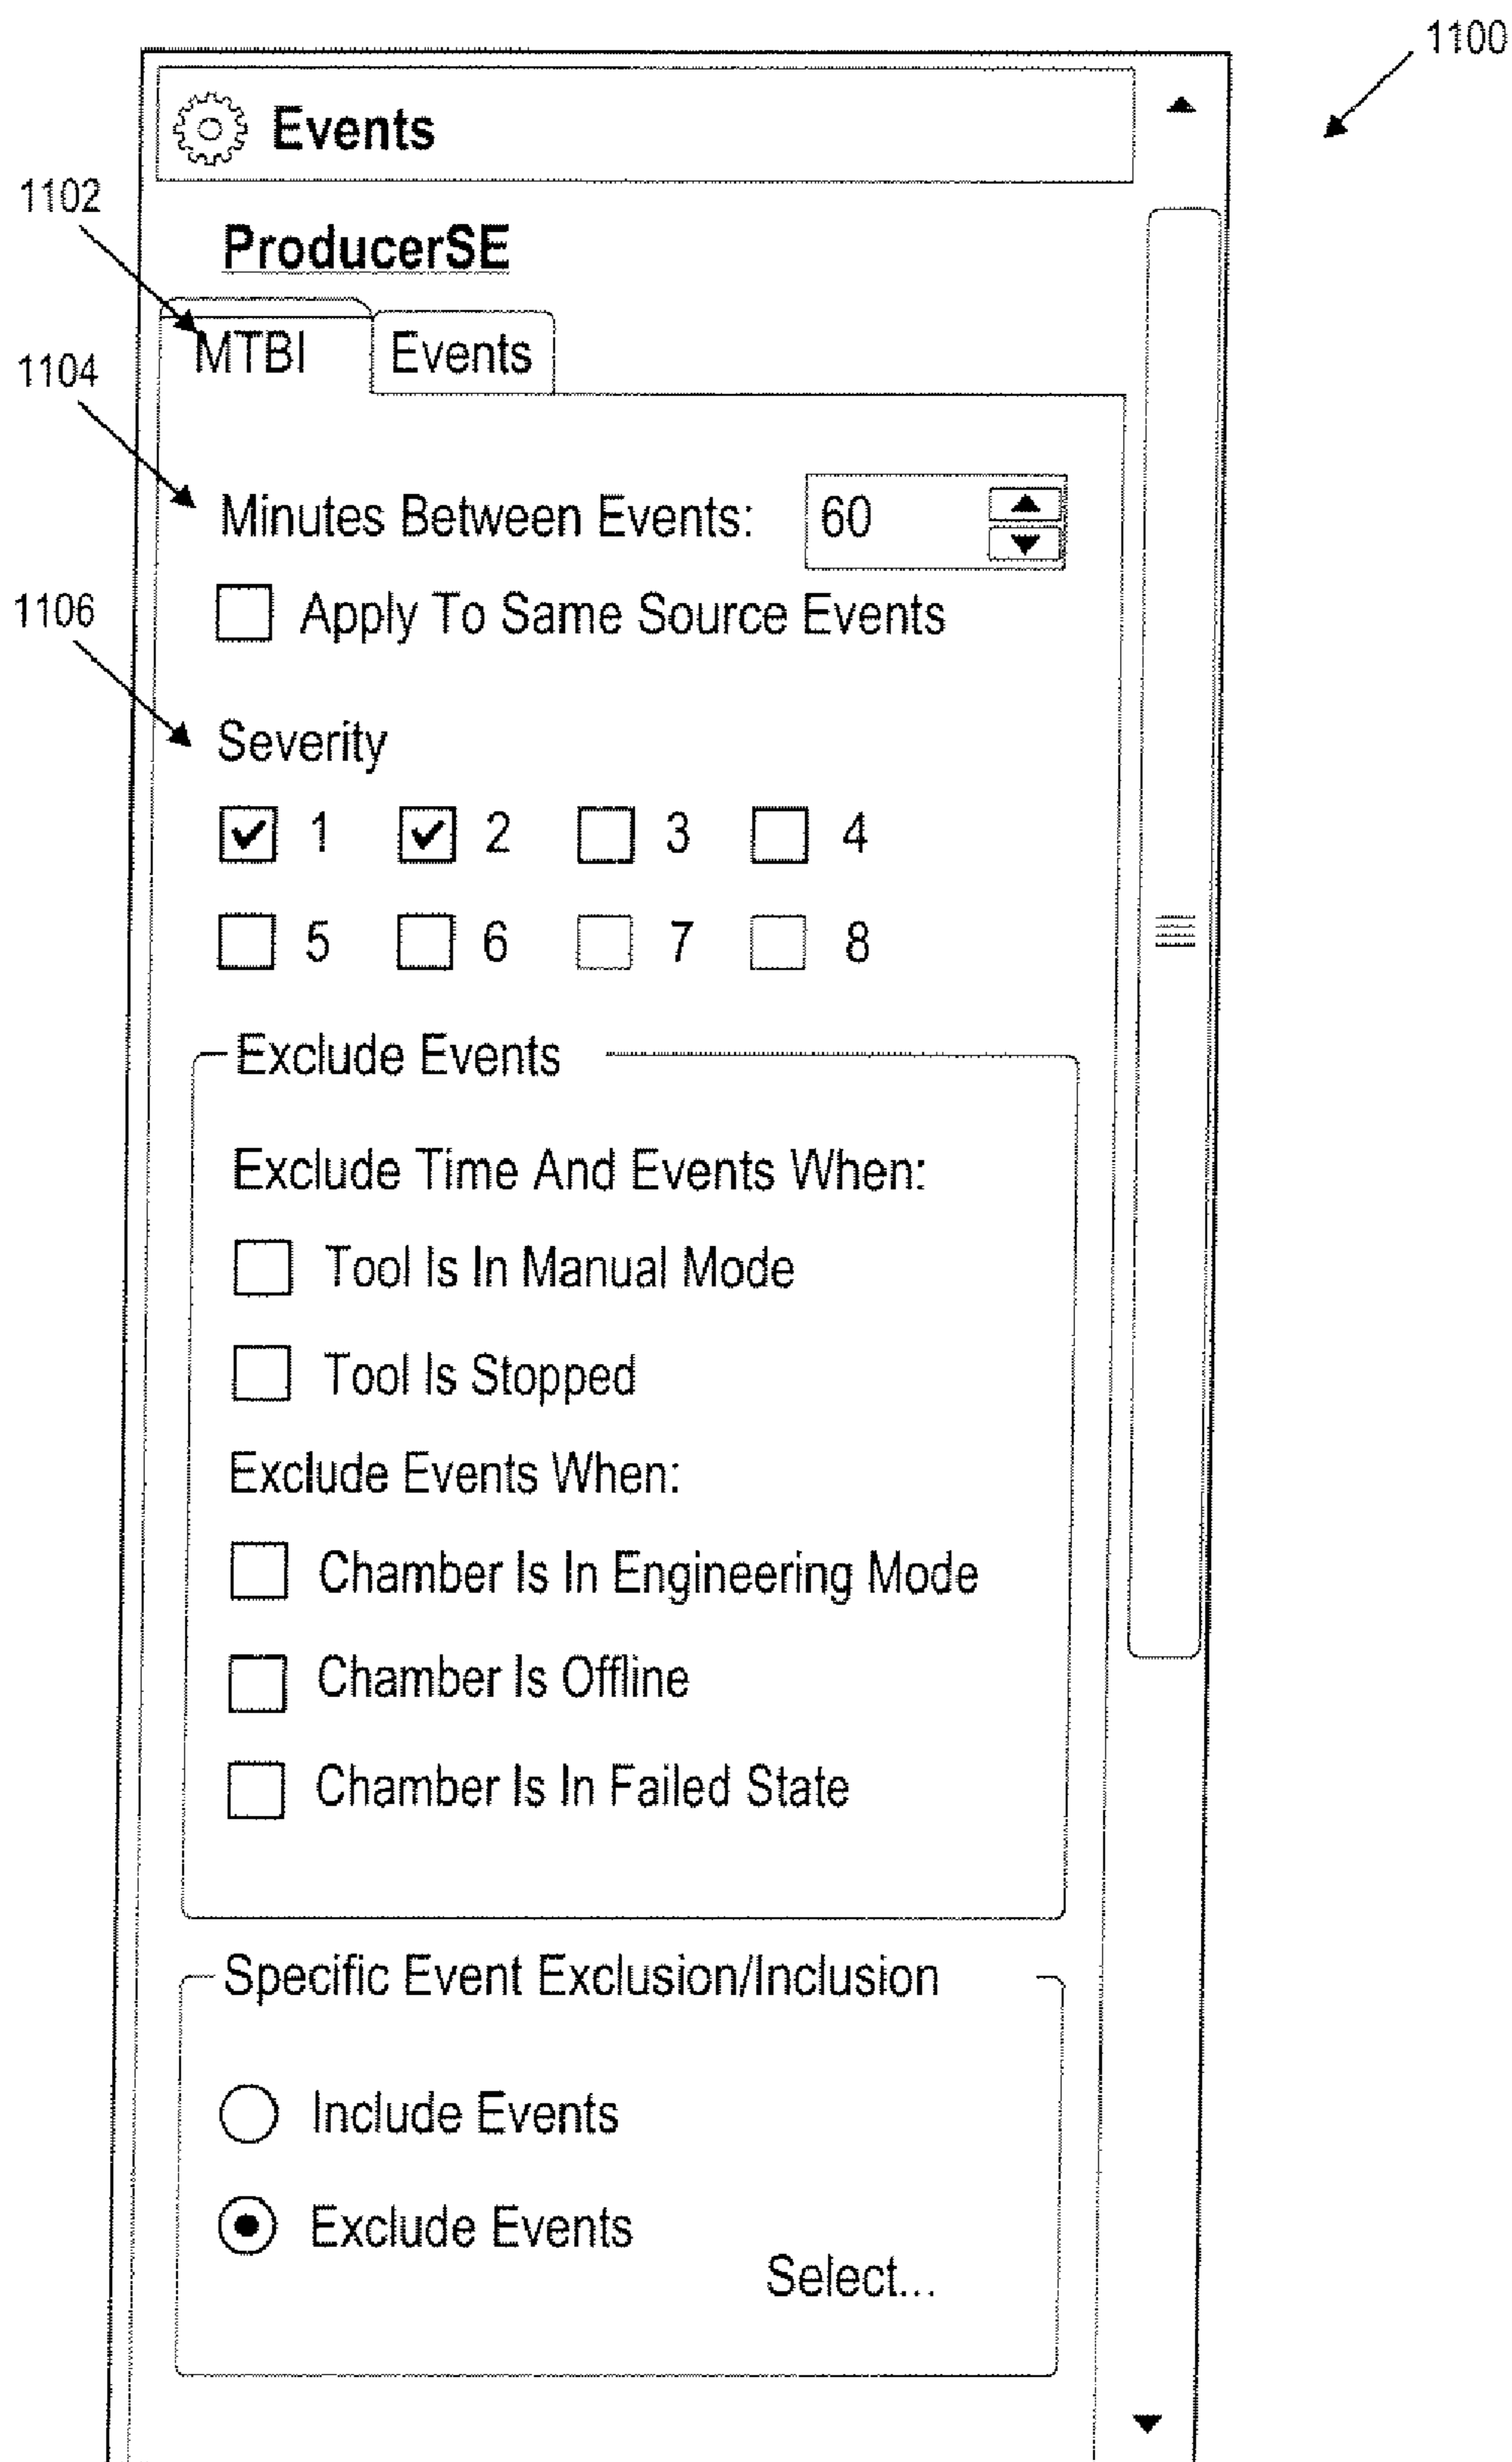 1100
Events
1102
ProducerSE
MTBI Events
1104
Minutes Between Events: 60
Apply To Same Source Events
1106
Severity
1 2 3 4
5 6 7 8
Exclude Events
Exclude Time And Events When:
Tool Is In Manual Mode
Tool Is Stopped
Exclude Events When:
Chamber Is In Engineering Mode
Chamber Is Offline
Chamber Is In Failed State
Specific Event Exclusion/Inclusion
Include Events
Exclude Events
Select...